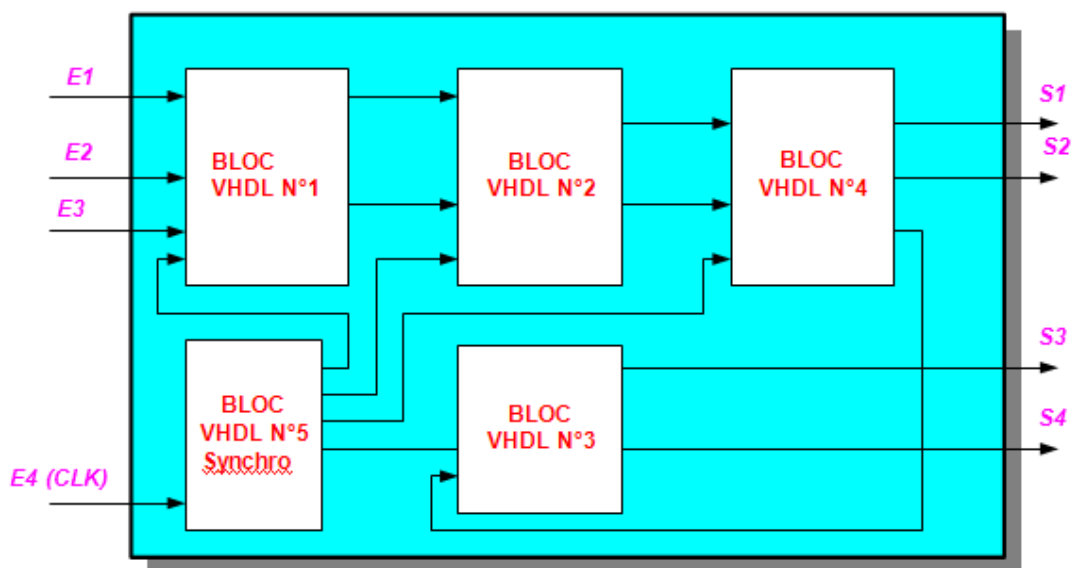 E1
E2
E3
BLOC
VHDL N°1
BLOC
VHDL N°2
BLOC
VHDL N°4
S1
S2
BLOC
VHDL N°5
Synchro
BLOC
VHDL N°3
S3
S4
E4 (CLK)